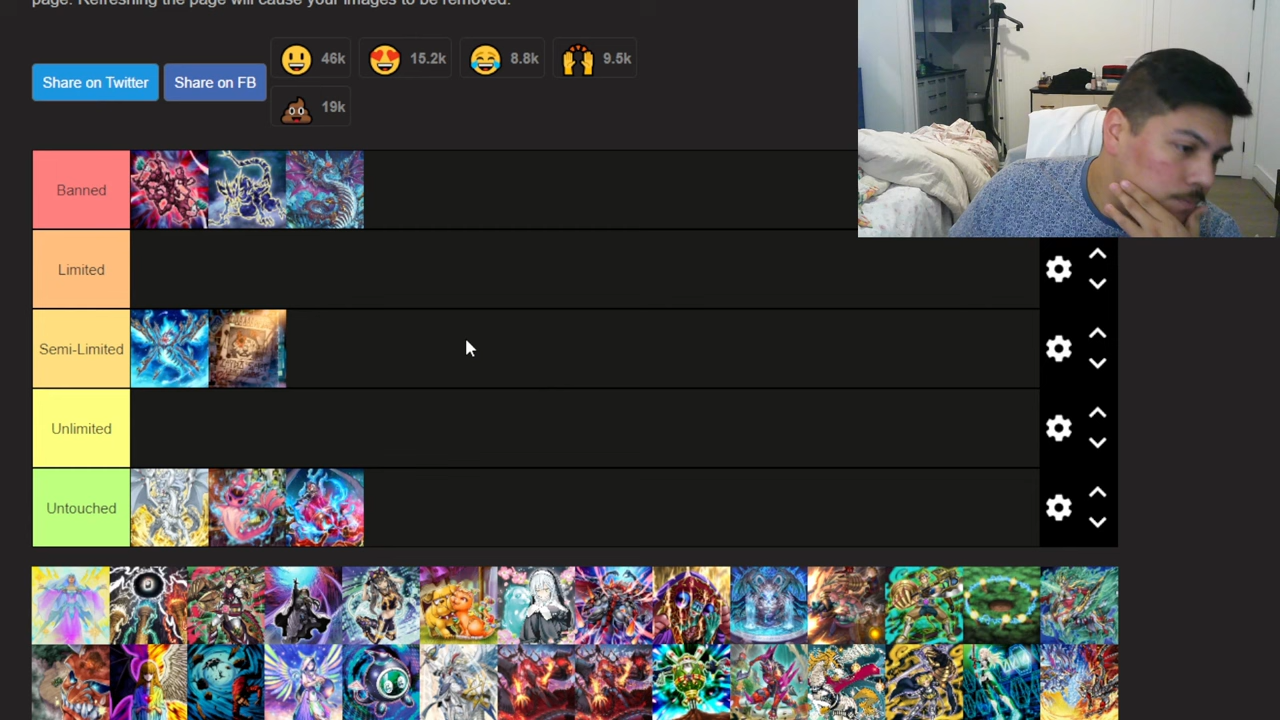 page. Refreshing the page will cause your images to be removed.
Share on Twitter
Share on FB
46k
15.2k
8.8k
9.5k
19k
Banned
Limited
Semi-Limited
Unlimited
Untouched